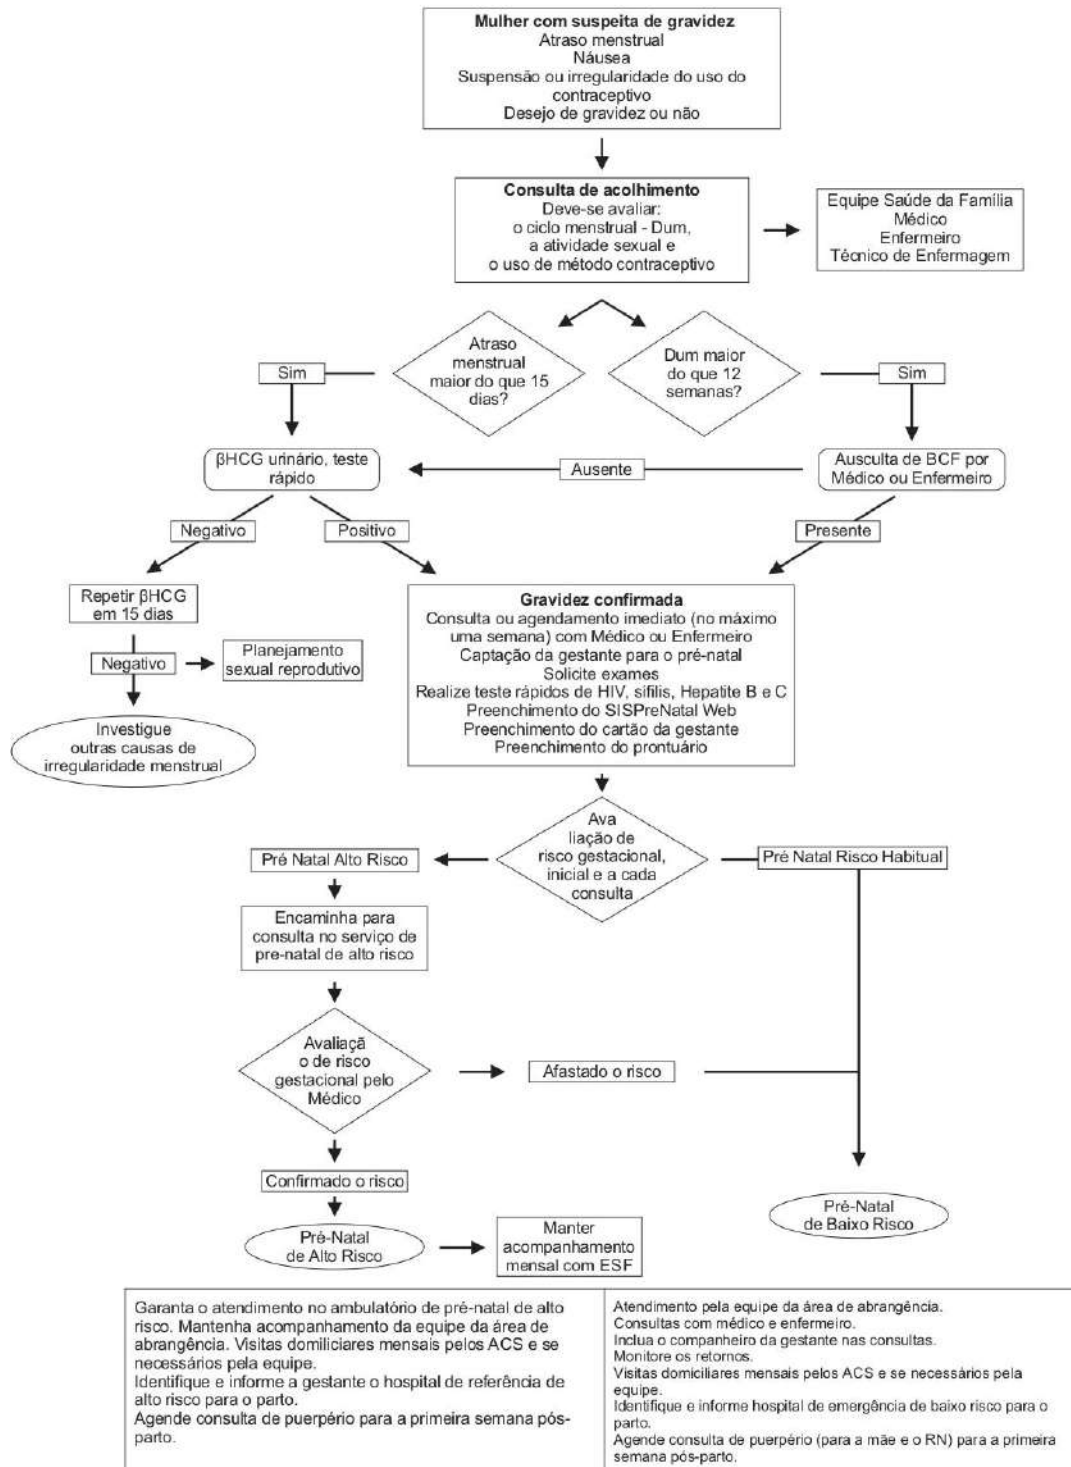 Mulher com suspeita de gravidez
Atraso menstrual
Náusea
Suspensão ou irregularidade do uso do
contraceptivo
Desejo de gravidez ou não
Consulta de acolhimento
Deve-se avaliar:
o ciclo menstrual - Dum,
a atividade sexual e
o uso de método contraceptivo
Equipe Saúde da Família
Médico
Enfermeiro
Técnico de Enfermagem
Atraso
menstrual
maior do que 15
dias?
Dum maior
do que 12
semanas?
Sim
Sim
βHCG urinário, teste
rápido
Ausente
Ausculta de BCF por
Médico ou Enfermeiro
Negativo
Positivo
Presente
Repetir βHCG
em 15 dias
Negativo
Planejamento
sexual reprodutivo
Investigue
outras causas de
irregularidade menstrual
Gravidez confirmada
Consulta ou agendamento imediato (no máximo
uma semana) com Médico ou Enfermeiro
Captação da gestante para o pré-natal
Solicite exames
Realize teste rápidos de HIV, sífilis, Hepatite B e C
Preenchimento do SISPreNatal Web
Preenchimento do cartão da gestante
Preenchimento do prontuário
Ava
liação de
risco gestacional,
inicial e a cada
consulta
Pré Natal Alto Risco
Pré Natal Risco Habitual
Encaminha para
consulta no serviço de
pre-natal de alto risco
Avaliaçã
o de risco
gestacional pelo
Médico
Afastado o risco
Confirmado o risco
Pré-Natal
de Alto Risco
Manter
acompanhamento
mensal com ESF
Pré-Natal
de Baixo Risco
Garanta o atendimento no ambulatório de pré-natal de alto
risco. Mantenha acompanhamento da equipe da área de
abrangência. Visitas domiliciares mensais pelos ACS e se
necessários pela equipe.
Identifique e informe a gestante o hospital de referência de
alto risco para o parto.
Agende consulta de puerpério para a primeira semana pós-
parto.
Atendimento pela equipe da área de abrangência.
Consultas com médico e enfermeiro.
Inclua o companheiro da gestante nas consultas.
Monitore os retornos.
Visitas domiciliares mensais pelos ACS e se necessários pela
equipe.
Identifique e informe hospital de emergência de baixo risco para o
parto.
Agende consulta de puerpério (para a mãe e o RN) para a primeira
semana pós-parto.